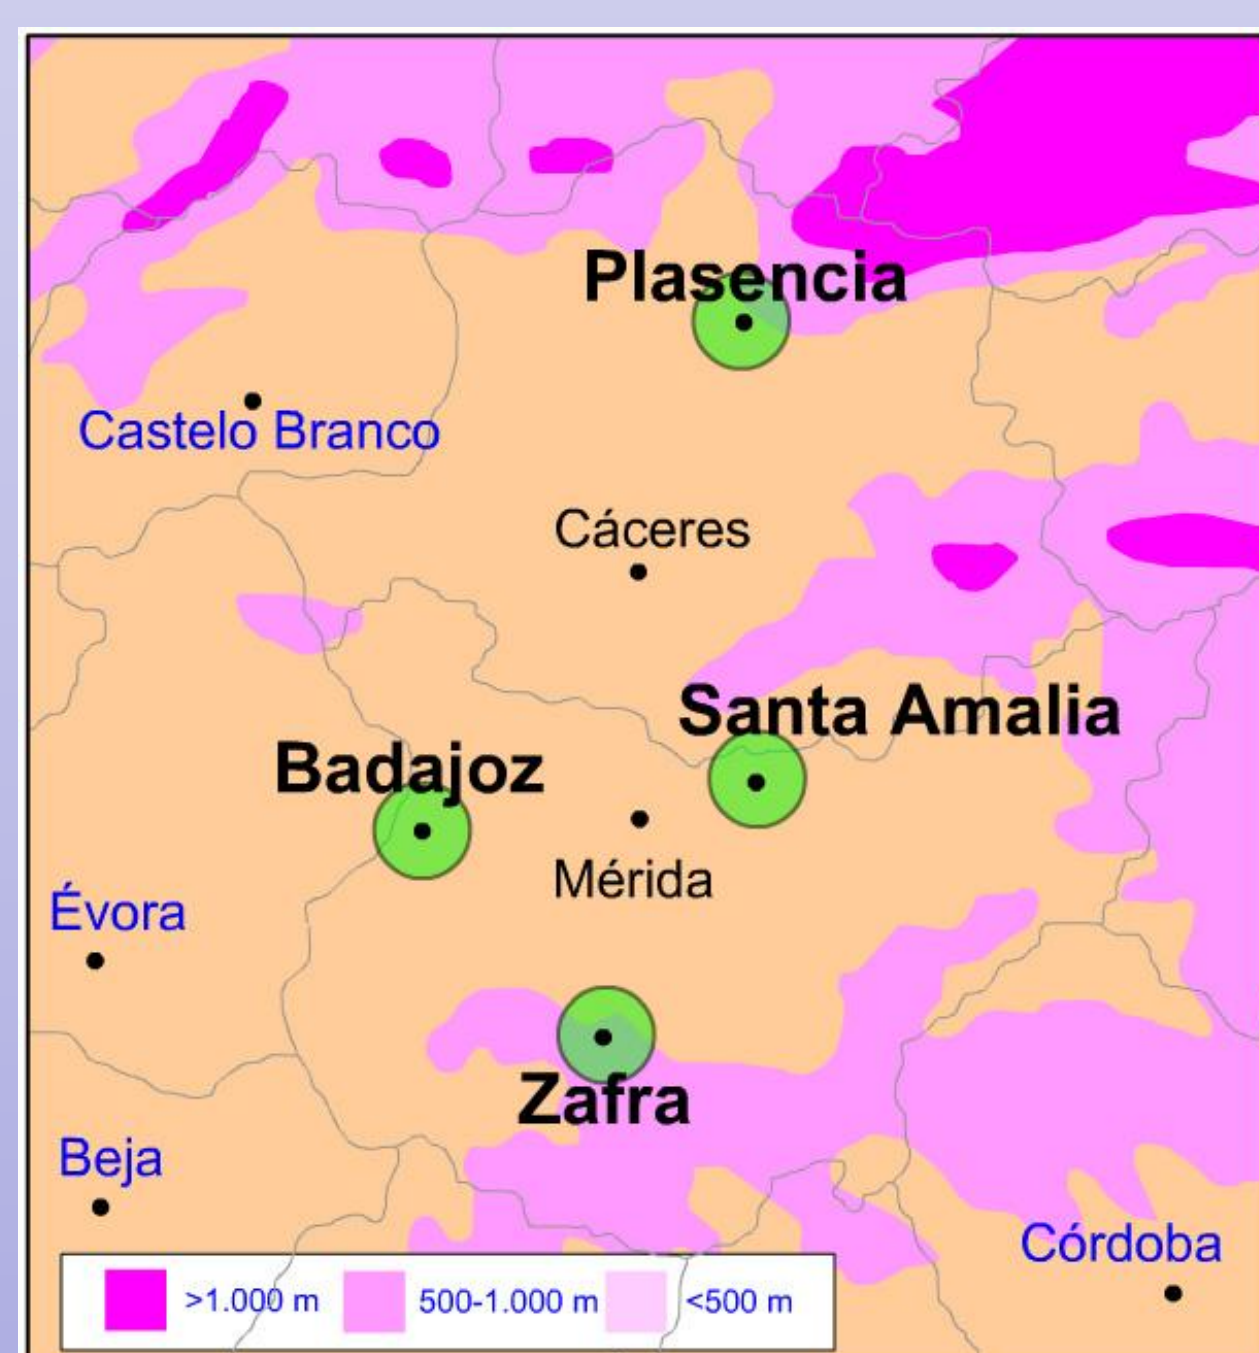 Plasencia
Castelo Branco
Cáceres
Santa Amalia
Badajoz
Mérida
Évora
Zafra
Beja
Córdoba
>1.000 m 500-1.000 m <500 m